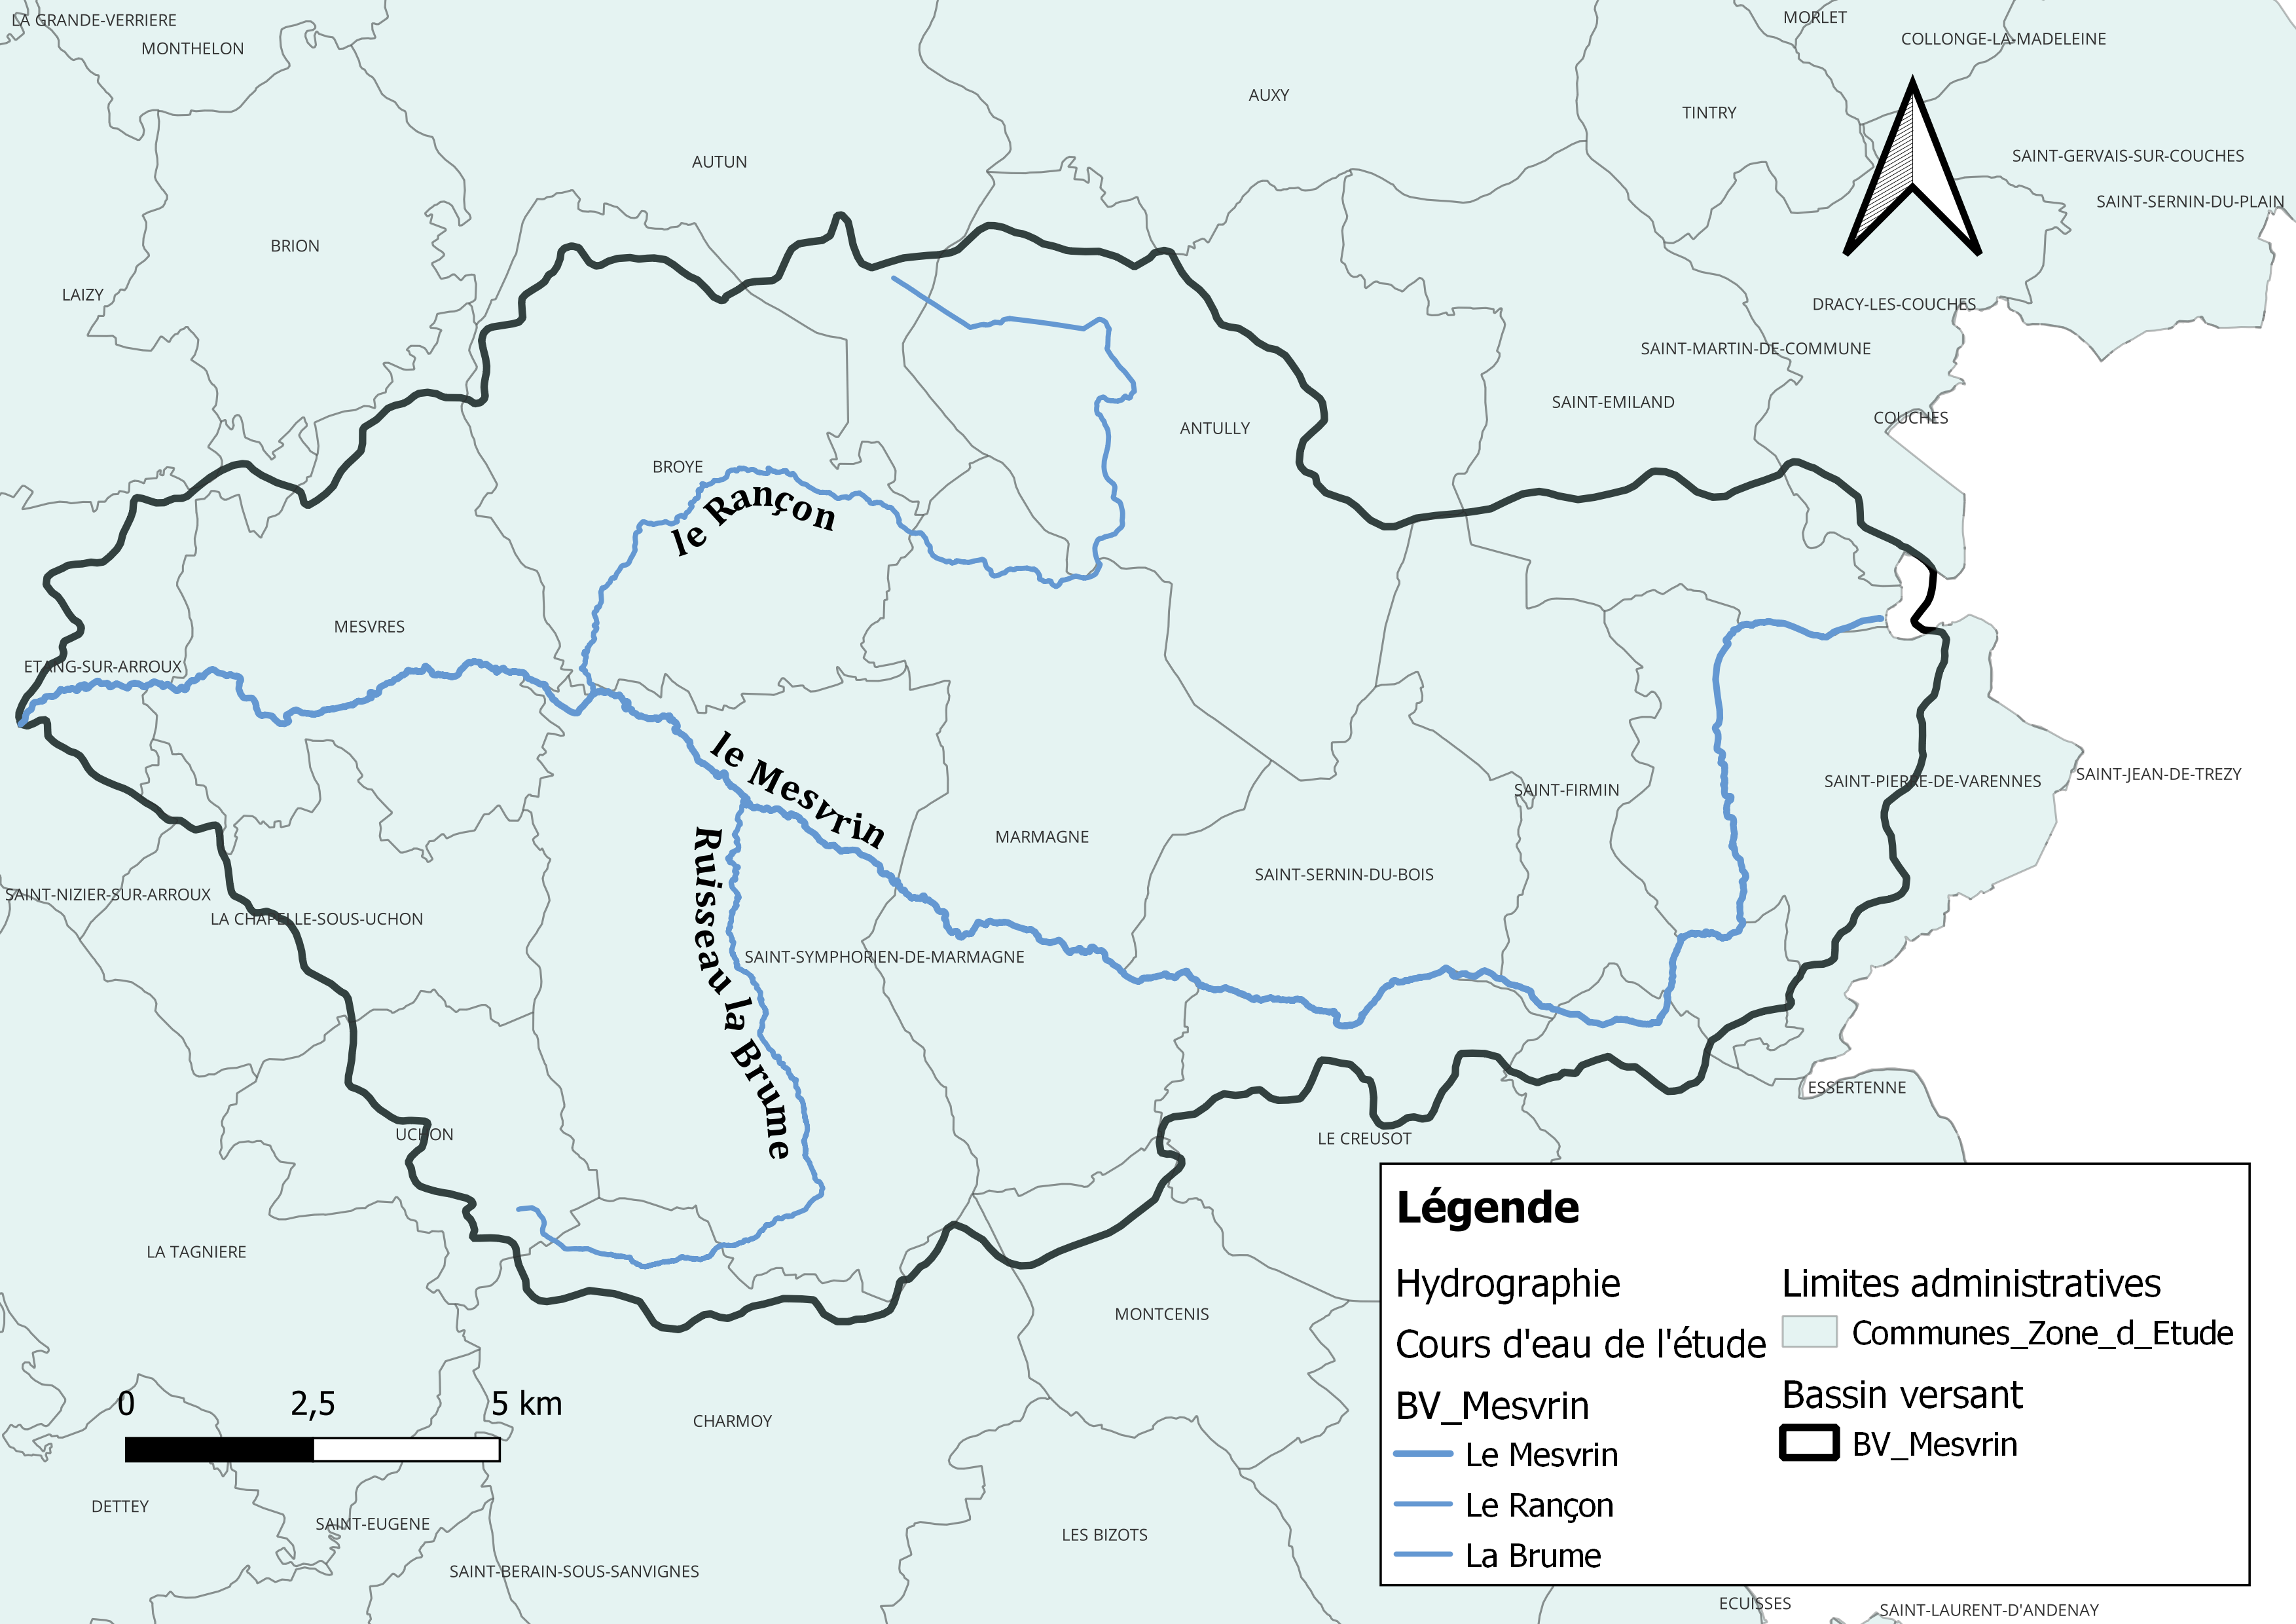 LA GRANDE-VERRIERE
MORLET
COLLONGE-LA-MADELEINE
MONTHELON
AUXY
TINTRY
SAINT-GERVAIS-SUR-COUCHES
AUTUN
SAINT-SERNIN-DU-PLAIN
BRION
LAIZY
DRACY-LES-COUCHES
SAINT-MARTIN-DE-COMMUNE
SAINT-EMILAND
COUCHES
ANTULLY
BROYE
le Rançon
MESVRES
ETANG-SUR-ARROUX
le Mesvrin
SAINT-JEAN-DE-TREZY
SAINT-PIERRE-DE-VARENNES
SAINT-FIRMIN
MARMAGNE
SAINT-SERNIN-DU-BOIS
SAINT-NIZIER-SUR-ARROUX
LA CHAPELLE-SOUS-UCHON
Ruisseau la Brume
SAINT-SYMPHORIEN-DE-MARMAGNE
ESSERTENNE
UCHON
LE CREUSOT
LA TAGNIERE
MONTCENIS
CHARMOY
DETTEY
SAINT-EUGENE
LES BIZOTS
SAINT-BERAIN-SOUS-SANVIGNES
ECUISSES
SAINT-LAURENT-D'ANDENAY
0 2,5 5 km
Légende
Hydrographie
Cours d'eau de l'étude
BV_Mesvrin
Le Mesvrin
Le Rançon
La Brume
Limites administratives
Communes_Zone_d_Etude
Bassin versant
BV_Mesvrin